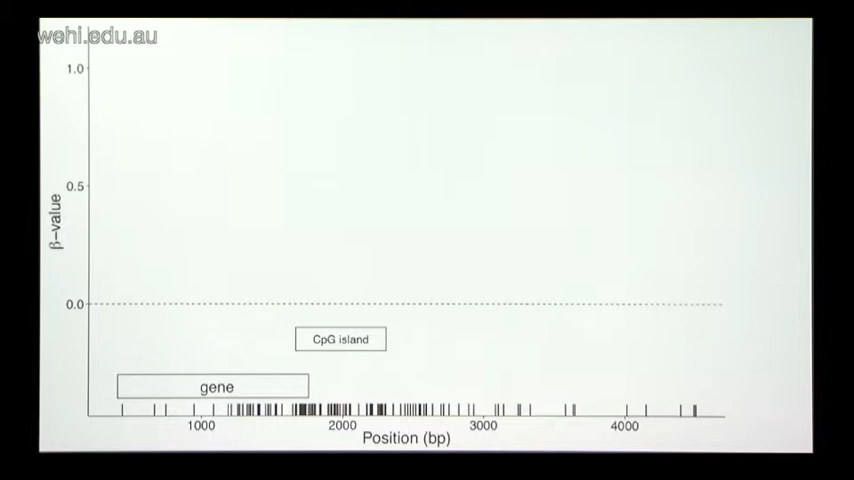 wehi.edu.au
1.0
0.5
β-value
0.0
CpG island
gene
1000 2000 3000 4000
Position (bp)